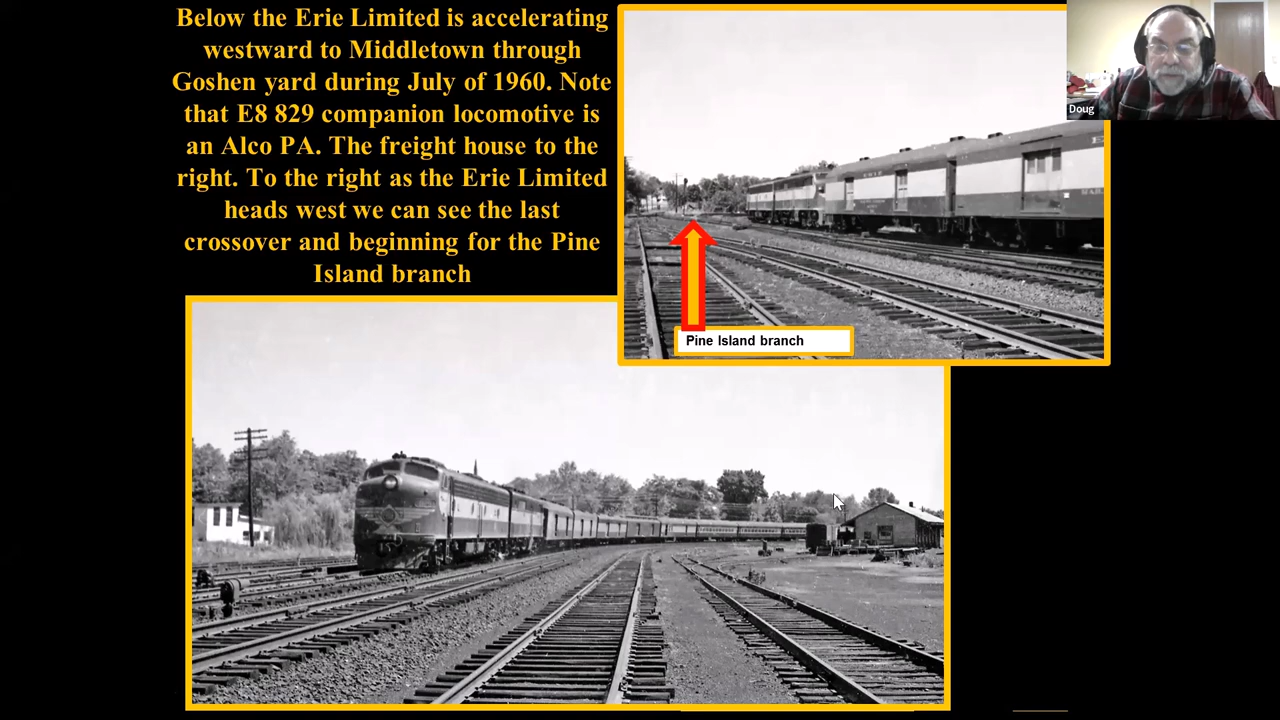 Below the Erie Limited is accelerating
westward to Middletown through
Goshen yard during July of 1960. Note
that E8 829 companion locomotive is
an Alco PA. The freight house to the
right. To the right as the Erie Limited
heads west we can see the last
crossover and beginning for the Pine
Island branch
Doug
ERIE
Pine Island branch